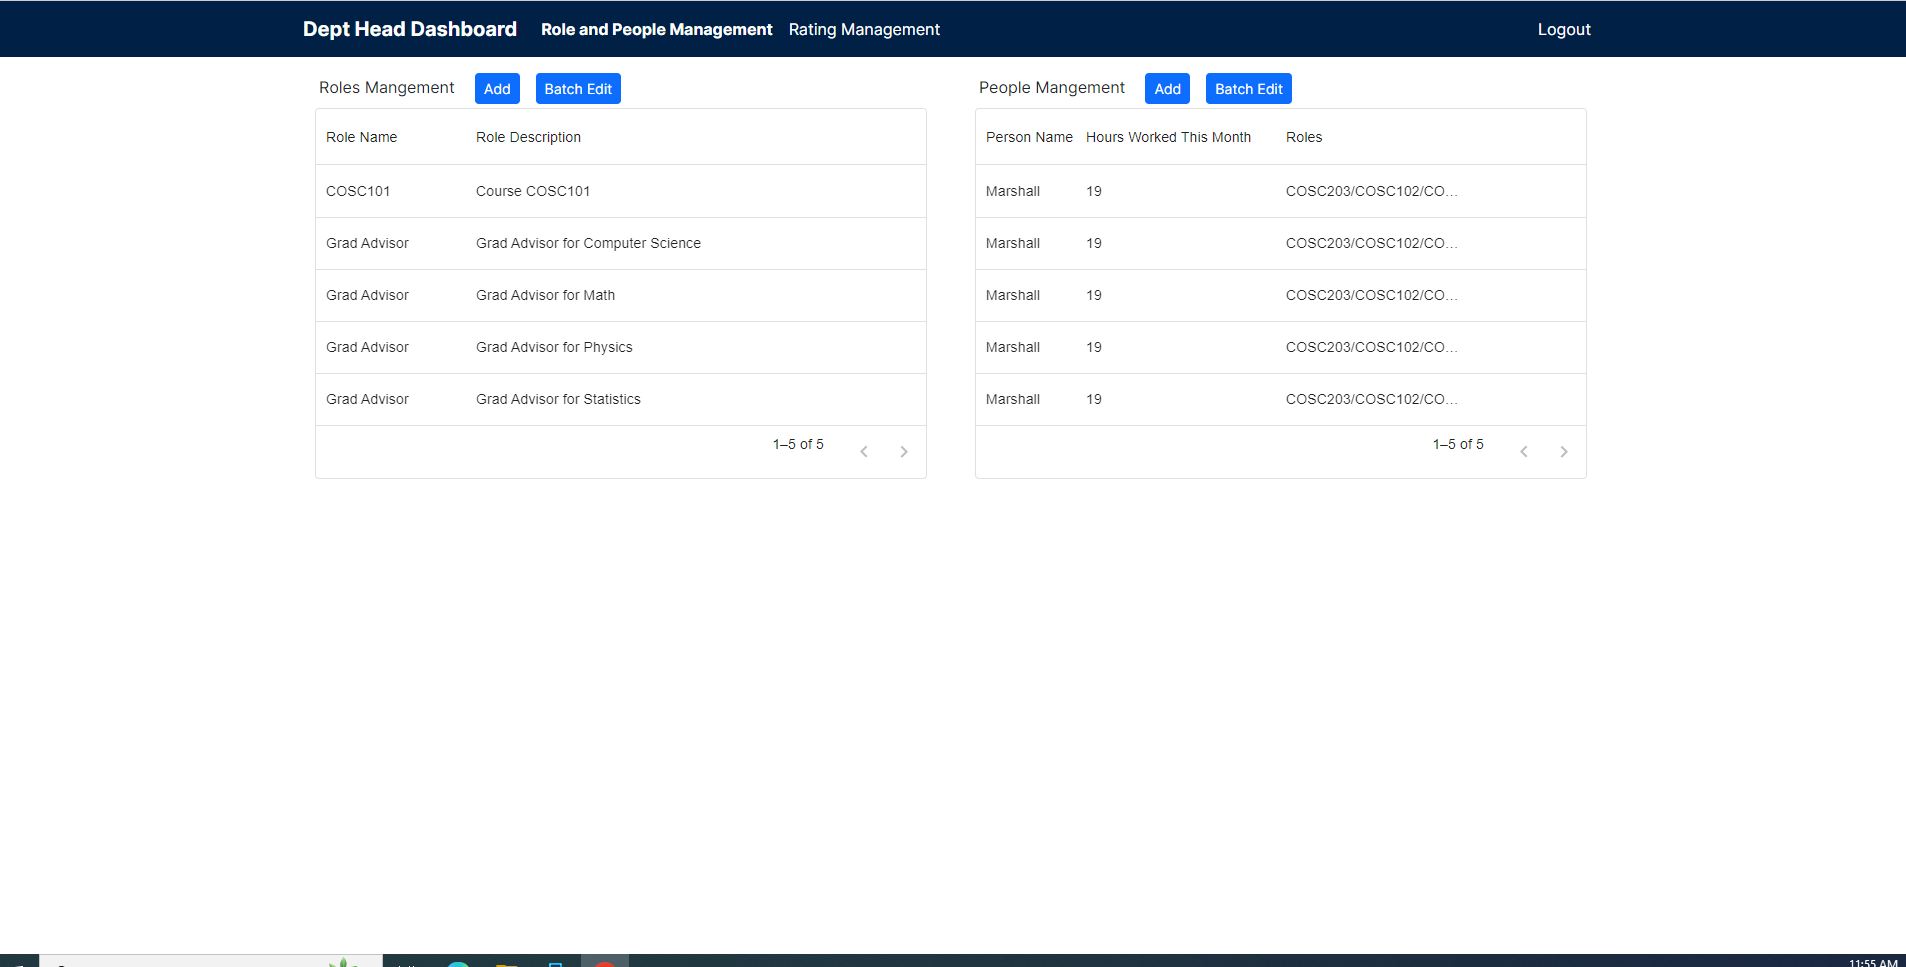 Dept Head Dashboard Role and People Management Rating Management Logout
Roles Mangement Add Batch Edit
Role Name Role Description
COSC101 Course COSC101
Grad Advisor Grad Advisor for Computer Science
Grad Advisor Grad Advisor for Math
Grad Advisor Grad Advisor for Physics
Grad Advisor Grad Advisor for Statistics
1–5 of 5
People Mangement Add Batch Edit
Person Name Hours Worked This Month Roles
Marshall 19 COSC203/COSC102/CO...
Marshall 19 COSC203/COSC102/CO...
Marshall 19 COSC203/COSC102/CO...
Marshall 19 COSC203/COSC102/CO...
Marshall 19 COSC203/COSC102/CO...
1–5 of 5
11:55 AM